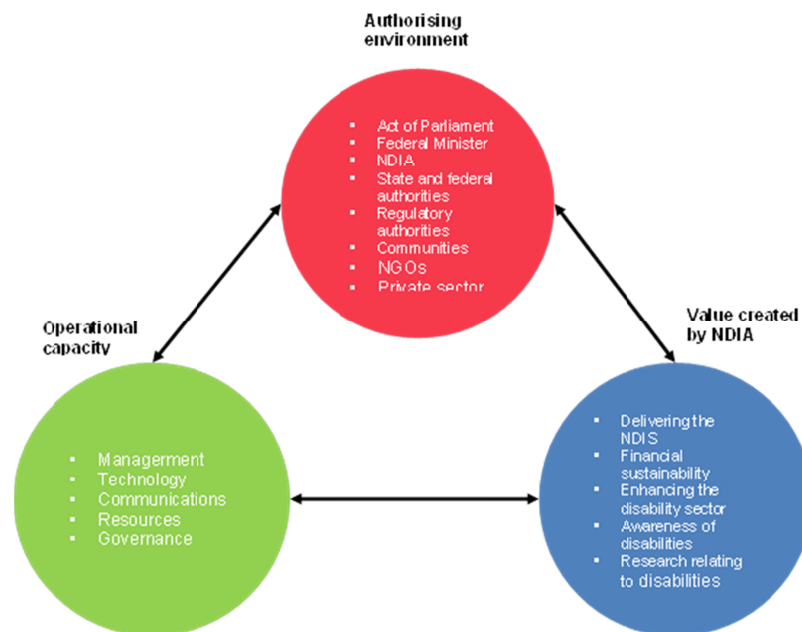 Authorising
environment
▪ Act of Parliament
▪ Federal Minister
▪ NDIA
▪ State and federal
authorities
▪ Regulatory
authorities
▪ Communities
▪ NGOs
▪ Private sector
Operational
capacity
▪ Managerment
▪ Technology
▪ Communications
▪ Resources
▪ Governance
Value created
by NDIA
▪ Delivering the
NDIS
▪ Financial
sustainability
▪ Enhancing the
disability sector
▪ Awareness of
disabilities
▪ Research relating
to disabilities